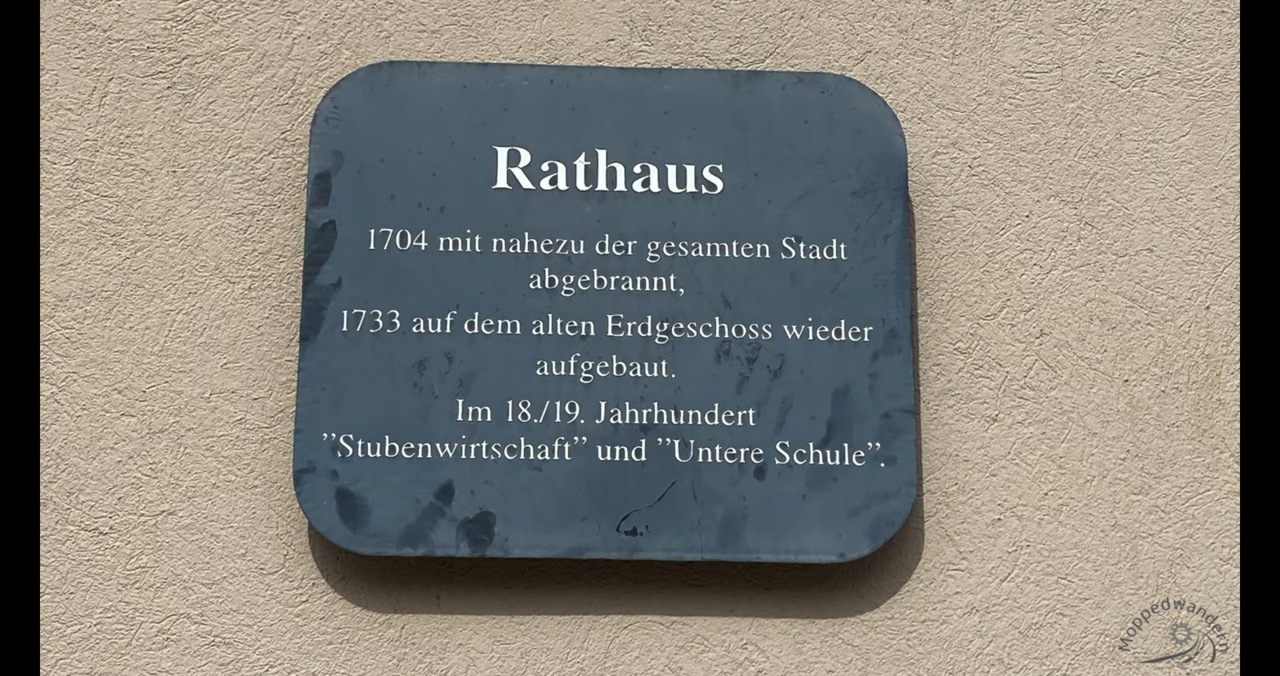 Rathaus
1704 mit nahezu der gesamten Stadt
abgebrannt,
1733 auf dem alten Erdgeschoss wieder
aufgebaut.
Im 18./19. Jahrhundert
”Stubenwirtschaft” und ”Untere Schule”.
Moppedwandern